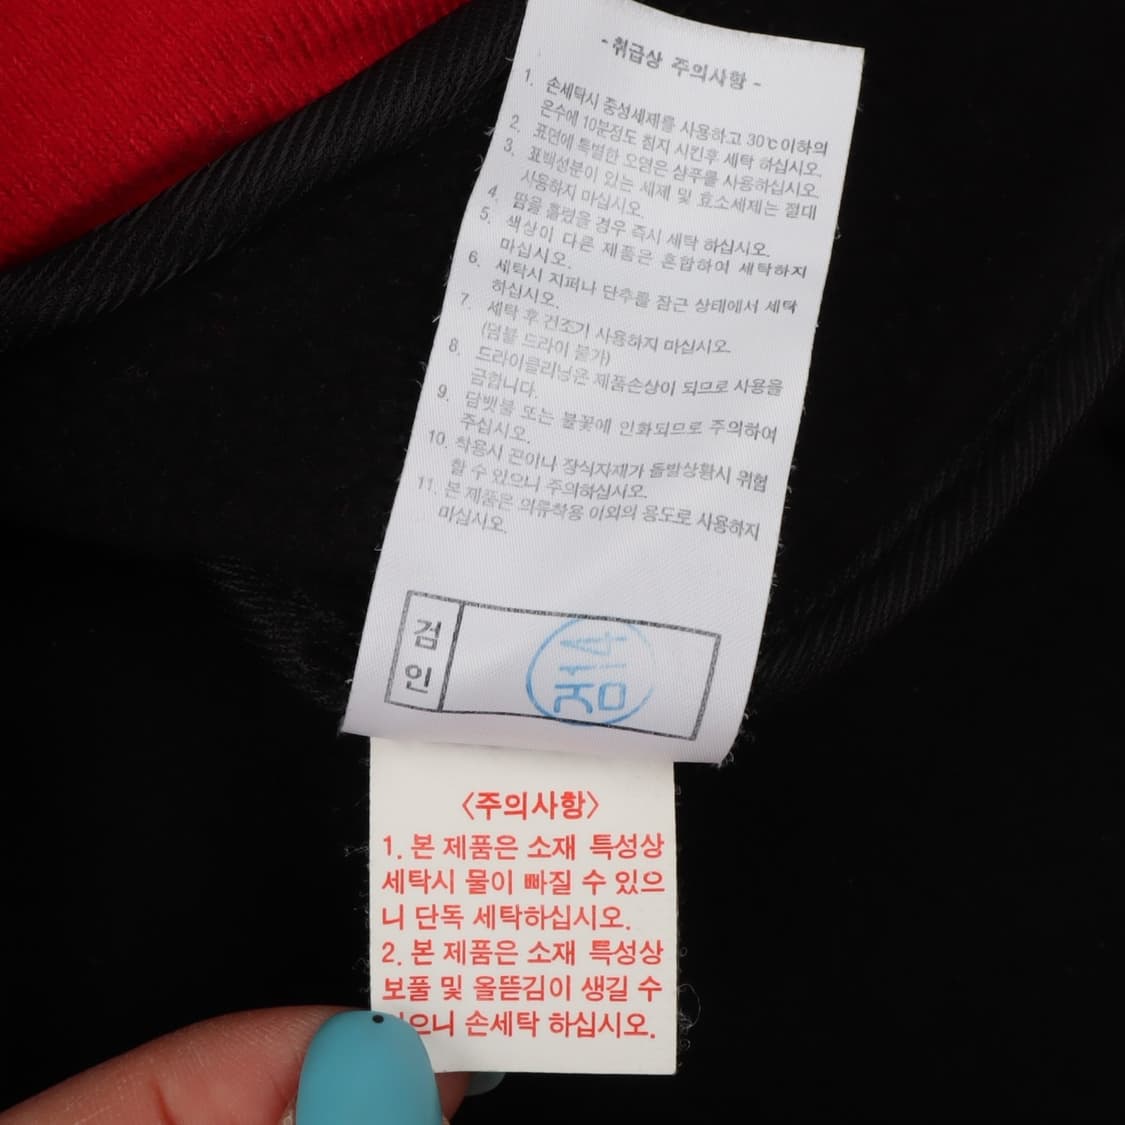 - 취급상 주의사항 -
1. 손세탁시 중성세제를 사용하고 30℃이하의
온수에 10분정도 침지 시킨후 세탁 하십시오.
2. 표면에 특별한 오염은 샴푸를 사용하십시오.
3. 표백성분이 있는 세제 및 효소세제는 절대
사용하지 마십시오.
4. 땀을 흘렸을 경우 즉시 세탁 하십시오.
5. 색상이 다른 제품은 혼합하여 세탁하지
마십시오.
6. 세탁시 지퍼나 단추를 잠근 상태에서 세탁
하십시오.
7. 세탁 후 건조기 사용하지 마십시오.
(덤블 드라이 불가)
8. 드라이클리닝은 제품손상이 되므로 사용을
금합니다.
9. 담뱃불 또는 불꽃에 인화되므로 주의하여
주십시오.
10. 착용시 끈이나 장식자재가 돌발상황시 위험
할 수 있으니 주의하십시오.
11. 본 제품은 의류착용 이외의 용도로 사용하지
마십시오.
검인
검14
<주의사항>
1. 본 제품은 소재 특성상
세탁시 물이 빠질 수 있으
니 단독 세탁하십시오.
2. 본 제품은 소재 특성상
보풀 및 올뜯김이 생길 수
으니 손세탁 하십시오.